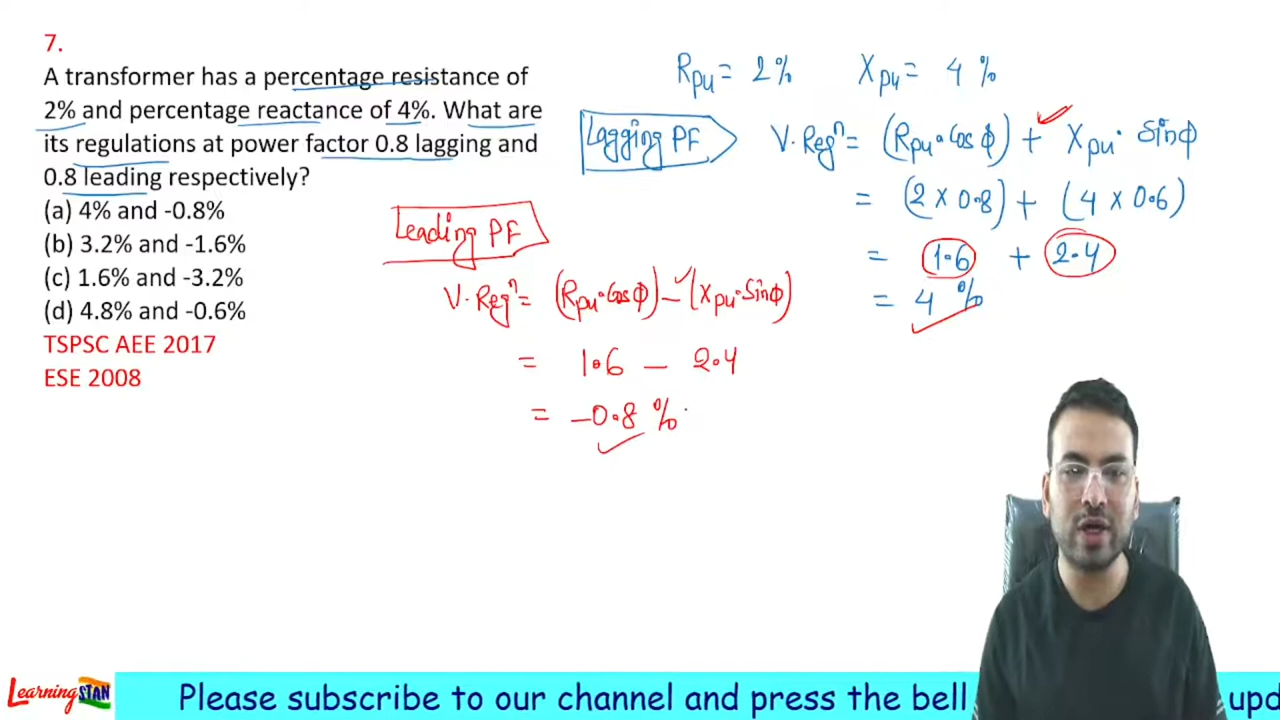 7.
A transformer has a percentage resistance of
2% and percentage reactance of 4%. What are
its regulations at power factor 0.8 lagging and
0.8 leading respectively?
(a) 4% and -0.8%
(b) 3.2% and -1.6%
(c) 1.6% and -3.2%
(d) 4.8% and -0.6%
TSPSC AEE 2017
ESE 2008
Rpu = 2% Xpu = 4%
Lagging PF
V.Regⁿ = (Rpu·Cosϕ) + Xpu· Sinϕ
= (2 × 0.8) + (4 × 0.6)
= 1.6 + 2.4
= 4 %
Leading PF
V.Regⁿ = (Rpu·Cosϕ) – (Xpu·Sinϕ)
= 1.6 – 2.4
= –0.8 %
Learning STAN
Please subscribe to our channel and press the bell upd